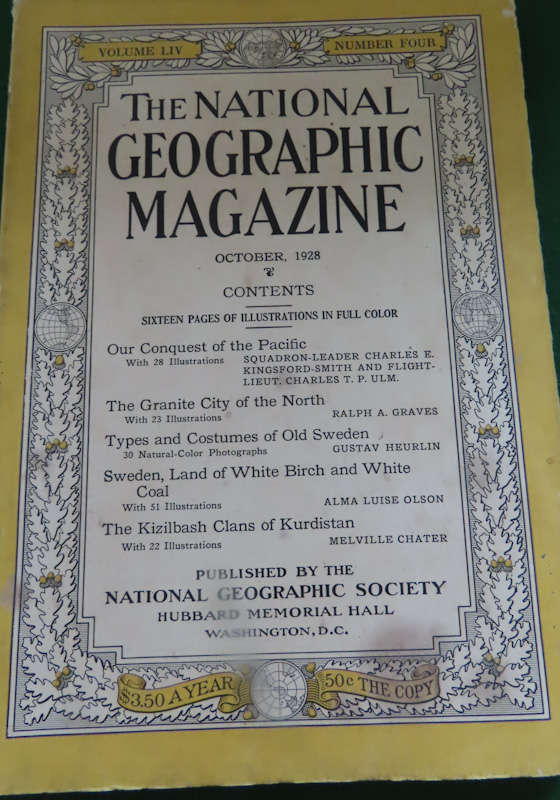 VOLUME LIV
NUMBER FOUR
THE NATIONAL
GEOGRAPHIC
MAGAZINE
OCTOBER, 1928
CONTENTS
SIXTEEN PAGES OF ILLUSTRATIONS IN FULL COLOR
Our Conquest of the Pacific
With 28 Illustrations SQUADRON-LEADER CHARLES E.
KINGSFORD-SMITH AND FLIGHT-
LIEUT. CHARLES T. P. ULM.
The Granite City of the North
With 23 Illustrations RALPH A. GRAVES
Types and Costumes of Old Sweden
30 Natural-Color Photographs GUSTAV HEURLIN
Sweden, Land of White Birch and White
Coal
With 51 Illustrations ALMA LUISE OLSON
The Kizilbash Clans of Kurdistan
With 22 Illustrations MELVILLE CHATER
PUBLISHED BY THE
NATIONAL GEOGRAPHIC SOCIETY
HUBBARD MEMORIAL HALL
WASHINGTON, D.C.
$3.50 A YEAR
50c THE COPY